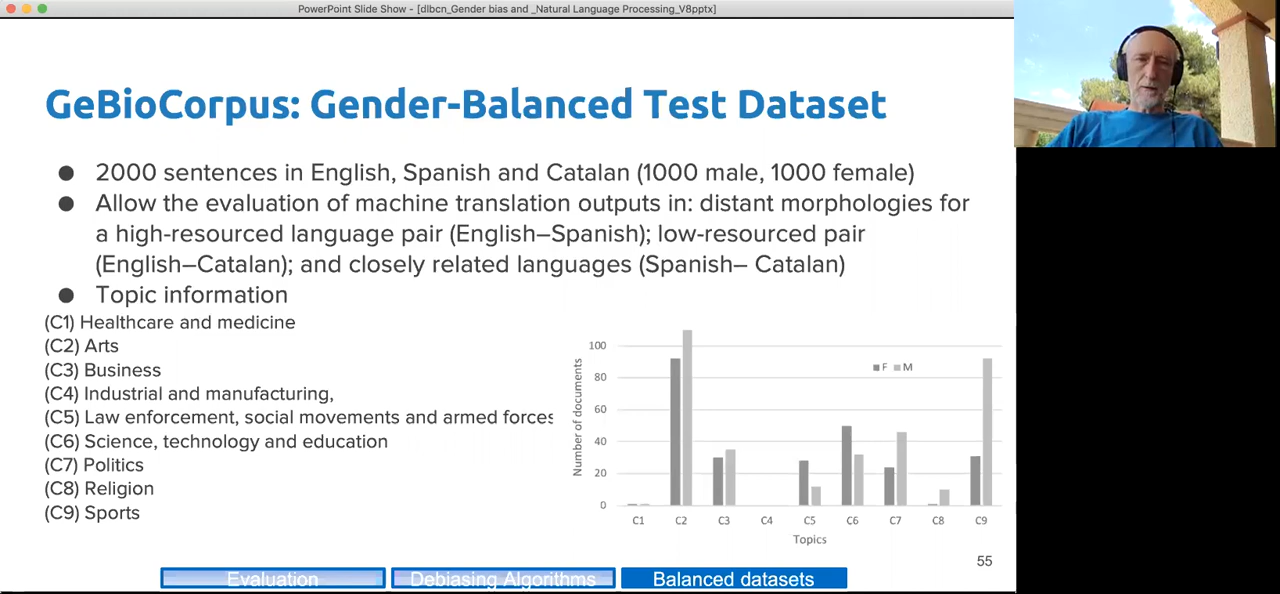 PowerPoint Slide Show - [dlbcn_Gender bias and _Natural Language Processing_V8pptx]
GeBioCorpus: Gender-Balanced Test Dataset
● 2000 sentences in English, Spanish and Catalan (1000 male, 1000 female)
● Allow the evaluation of machine translation outputs in: distant morphologies for
a high-resourced language pair (English–Spanish); low-resourced pair
(English–Catalan); and closely related languages (Spanish– Catalan)
● Topic information
(C1) Healthcare and medicine
(C2) Arts
(C3) Business
(C4) Industrial and manufacturing,
(C5) Law enforcement, social movements and armed forces
(C6) Science, technology and education
(C7) Politics
(C8) Religion
(C9) Sports
Number of documents
100
80
60
40
20
0
F M
C1 C2 C3 C4 C5 C6 C7 C8 C9
Topics
55
Evaluation Debiasing Algorithms Balanced datasets